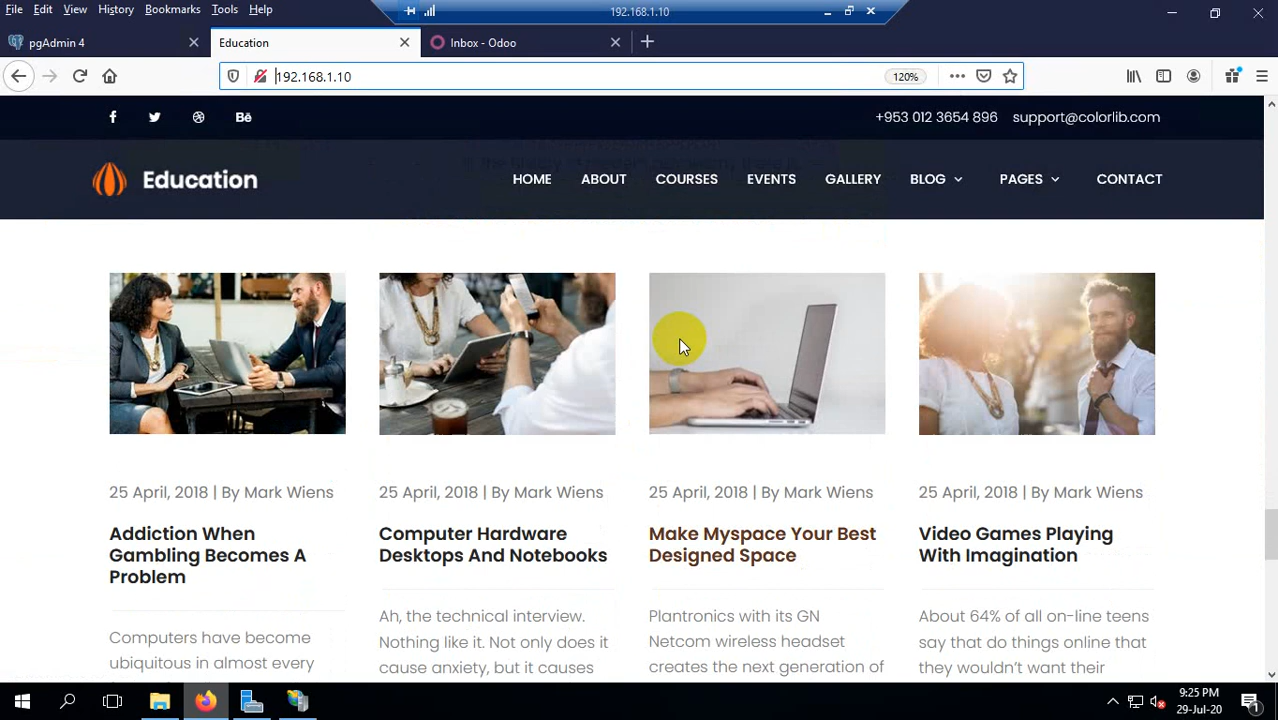 File Edit View History Bookmarks Tools Help
192.168.1.10
pgAdmin 4
Education
Inbox - Odoo
192.168.1.10
120%
+953 012 3654 896 support@colorlib.com
Education
HOME ABOUT COURSES EVENTS GALLERY BLOG PAGES CONTACT
25 April, 2018 | By Mark Wiens
Addiction When
Gambling Becomes A
Problem
Computers have become
ubiquitous in almost every
25 April, 2018 | By Mark Wiens
Computer Hardware
Desktops And Notebooks
Ah, the technical interview.
Nothing like it. Not only does it
cause anxiety, but it causes
25 April, 2018 | By Mark Wiens
Make Myspace Your Best
Designed Space
Plantronics with its GN
Netcom wireless headset
creates the next generation of
25 April, 2018 | By Mark Wiens
Video Games Playing
With Imagination
About 64% of all on-line teens
say that do things online that
they wouldn't want their
9:25 PM
29-Jul-20
1